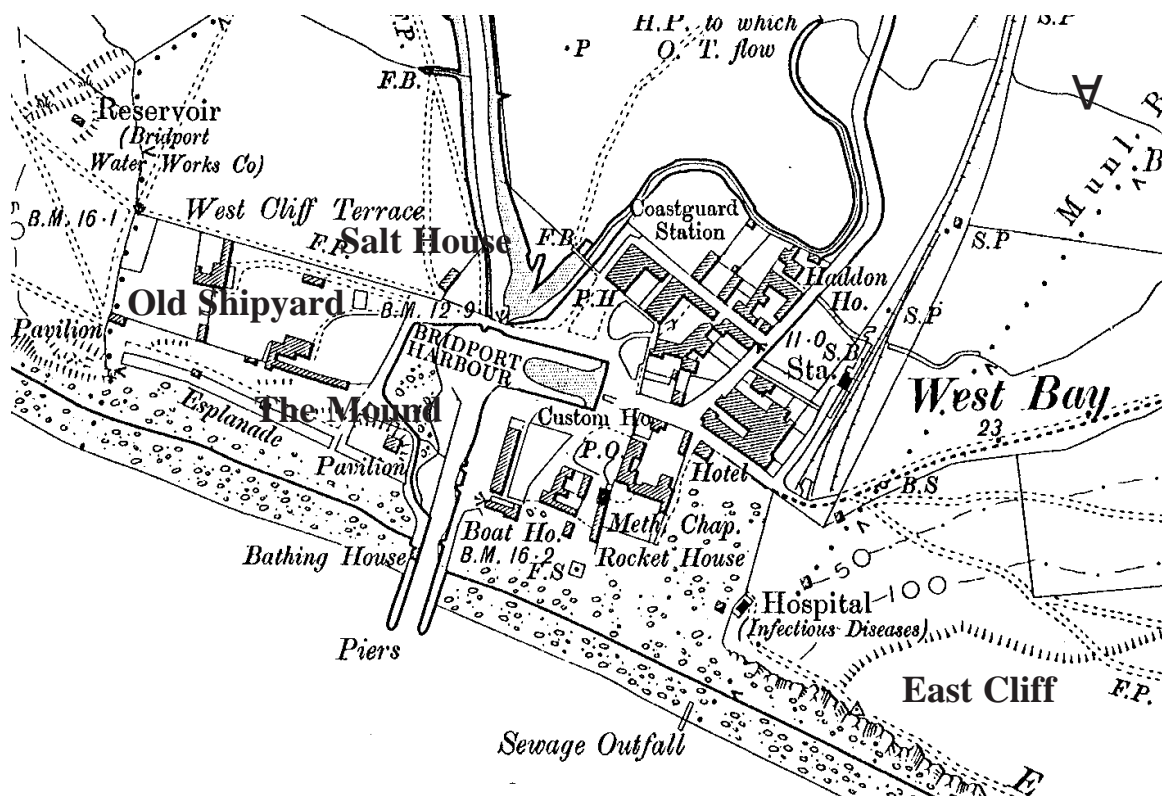 H.P. to which
O. T. flow
S.P
F.P.
P
F.B.
A
Reservoir
(Bridport
Water Works Co)
Munl. B
B
B.M. 16·1
West Cliff Terrace
F.P.
Salt House
Coastguard
Station
F.B.
S.P
Haddon
Ho.
P.H
Old Shipyard
B.M. 12·9
S.P
Pavilion
BRIDPORT
HARBOUR
11·0
S.B
Sta.
West Bay
23
Esplanade
The Mound
Custom Ho.
P.O.
Pavilion
Hotel
B.S
Boat Ho.
Meth. Chap.
Bathing House
B.M. 16·2
Rocket House
F.S
50
100
Hospital
(Infectious Diseases)
Piers
East Cliff
F.P.
Sewage Outfall
E